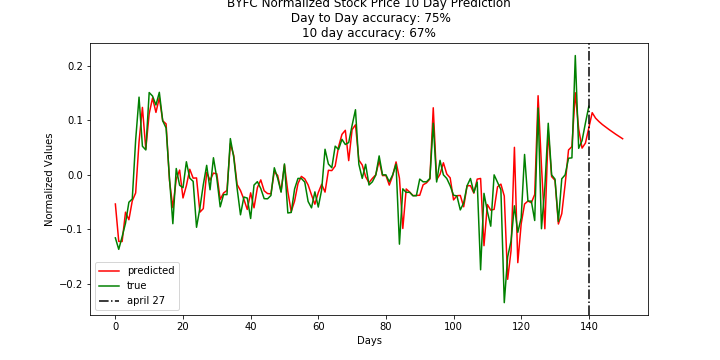 BYFC Normalized Stock Price 10 Day Prediction
Day to Day accuracy: 75%
10 day accuracy: 67%
Normalized Values
0.2
0.1
0.0
−0.1
−0.2
predicted
true
april 27
0 20 40 60 80 100 120 140
Days